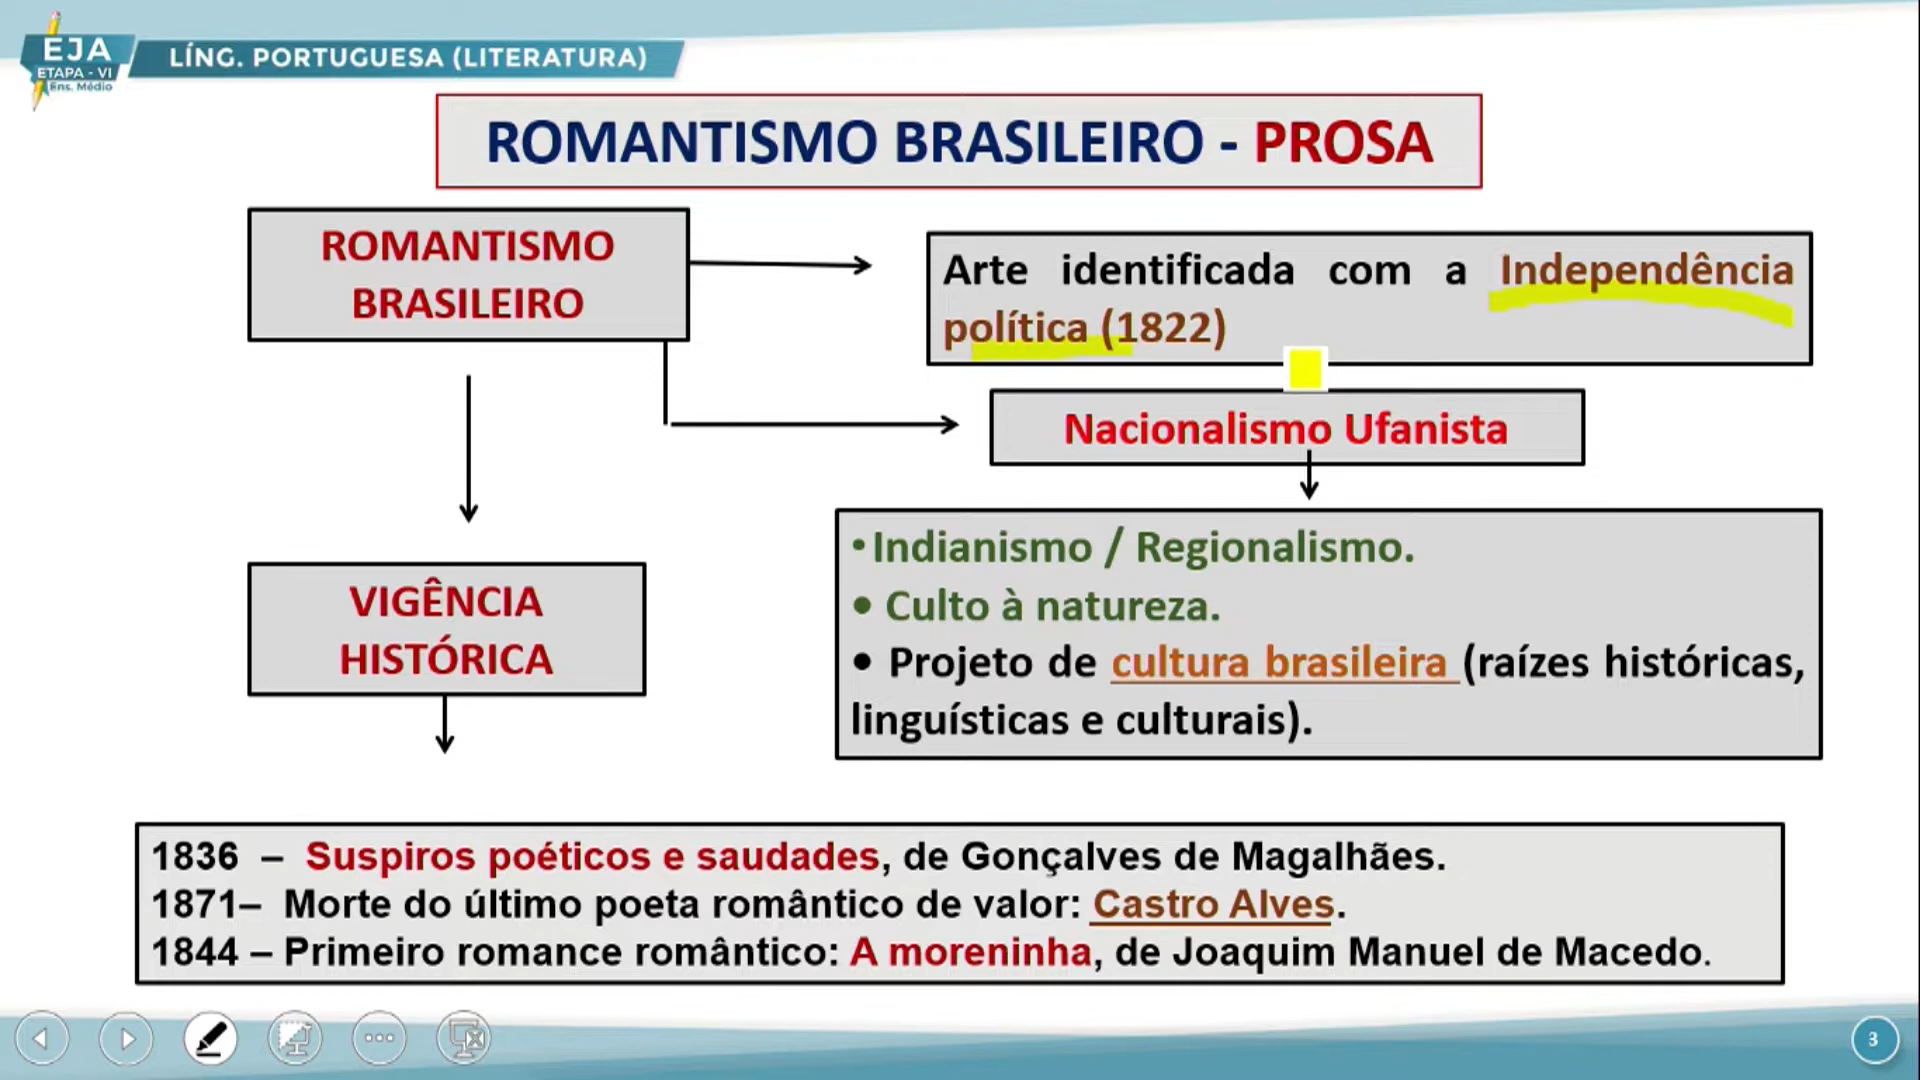 EJA
ETAPA - VI
Ens. Médio
LÍNG. PORTUGUESA (LITERATURA)
ROMANTISMO BRASILEIRO - PROSA
ROMANTISMO
BRASILEIRO
Arte identificada com a Independência
política (1822)
Nacionalismo Ufanista
•Indianismo / Regionalismo.
• Culto à natureza.
• Projeto de cultura brasileira (raízes históricas,
linguísticas e culturais).
VIGÊNCIA
HISTÓRICA
1836 – Suspiros poéticos e saudades, de Gonçalves de Magalhães.
1871– Morte do último poeta romântico de valor: Castro Alves.
1844 – Primeiro romance romântico: A moreninha, de Joaquim Manuel de Macedo.
3